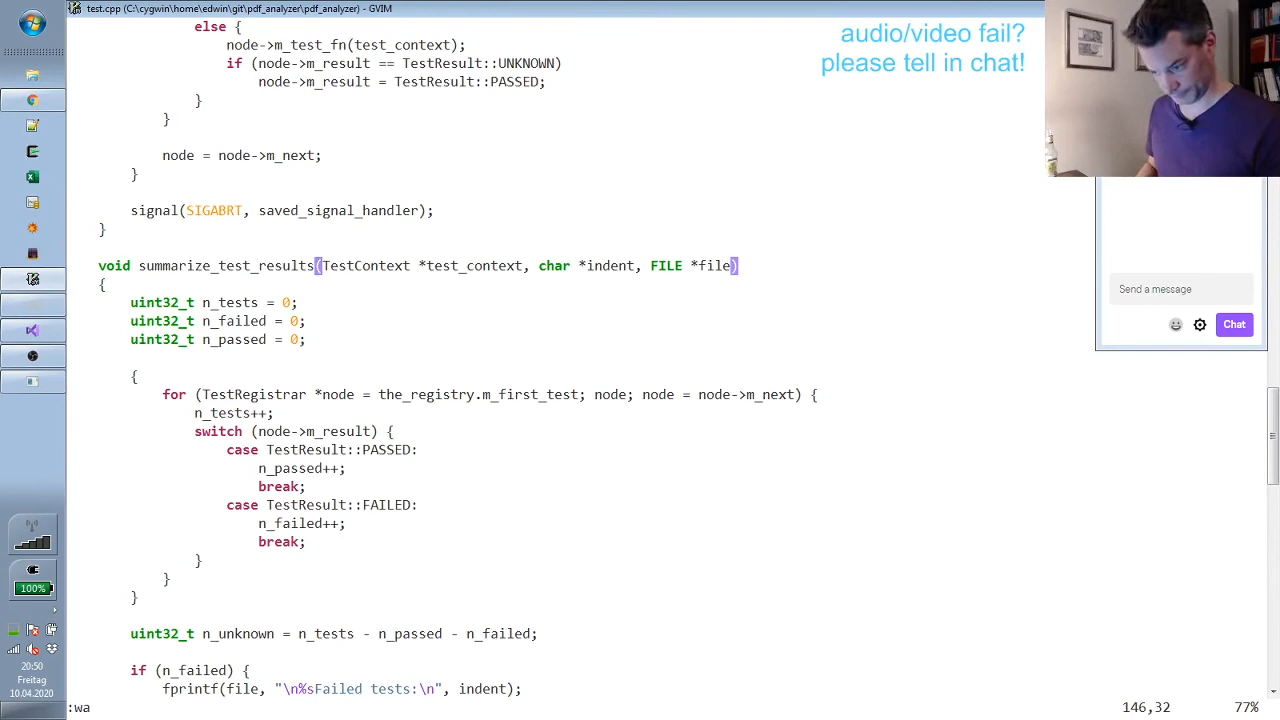 test.cpp (C:\cygwin\home\edwin\git\pdf_analyzer\pdf_analyzer) - GVIM
audio/video fail?
please tell in chat!
else {
node->m_test_fn(test_context);
if (node->m_result == TestResult::UNKNOWN)
node->m_result = TestResult::PASSED;
}
}
node = node->m_next;
}
signal(SIGABRT, saved_signal_handler);
}
void summarize_test_results(TestContext *test_context, char *indent, FILE *file)
{
uint32_t n_tests = 0;
uint32_t n_failed = 0;
uint32_t n_passed = 0;
{
for (TestRegistrar *node = the_registry.m_first_test; node; node = node->m_next) {
n_tests++;
switch (node->m_result) {
case TestResult::PASSED:
n_passed++;
break;
case TestResult::FAILED:
n_failed++;
break;
}
}
}
uint32_t n_unknown = n_tests - n_passed - n_failed;
if (n_failed) {
fprintf(file, "\n%sFailed tests:\n", indent);
:wa
146,32
77%
Send a message
Chat
100%
20:50
Freitag
10.04.2020